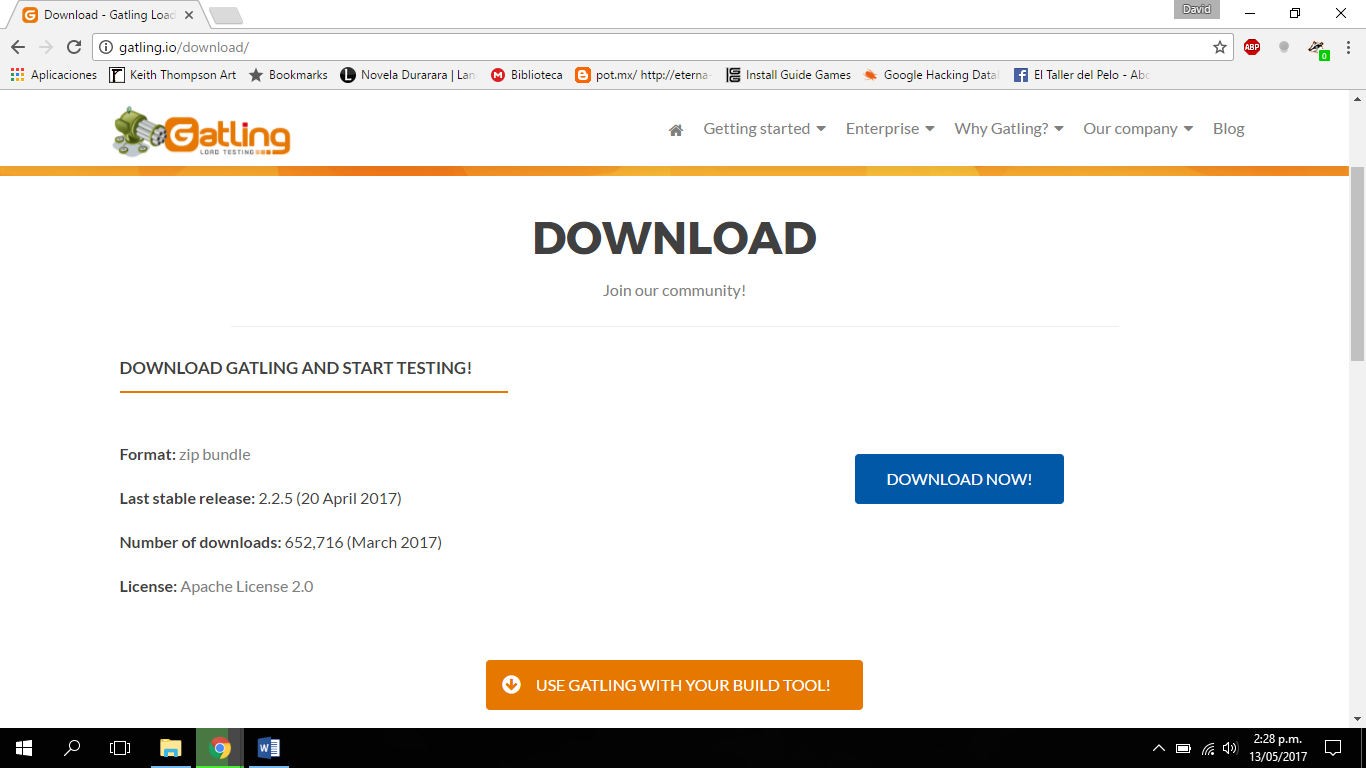 Download - Gatling Load
David
gatling.io/download/
ABP
0
Aplicaciones
Keith Thompson Art
Bookmarks
Novela Durarara | Lan
Biblioteca
pot.mx/ http://eterna
Install Guide Games
Google Hacking Data
El Taller del Pelo - Abc
Gatling
LOAD TESTING
Getting started
Enterprise
Why Gatling?
Our company
Blog
DOWNLOAD
Join our community!
DOWNLOAD GATLING AND START TESTING!
Format: zip bundle
Last stable release: 2.2.5 (20 April 2017)
Number of downloads: 652,716 (March 2017)
License: Apache License 2.0
DOWNLOAD NOW!
USE GATLING WITH YOUR BUILD TOOL!
2:28 p.m.
13/05/2017